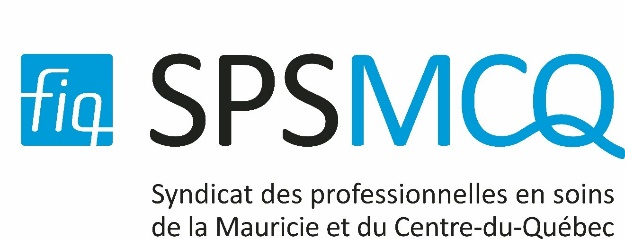 fiq SPSMCQ
Syndicat des professionnelles en soins
de la Mauricie et du Centre-du-Québec